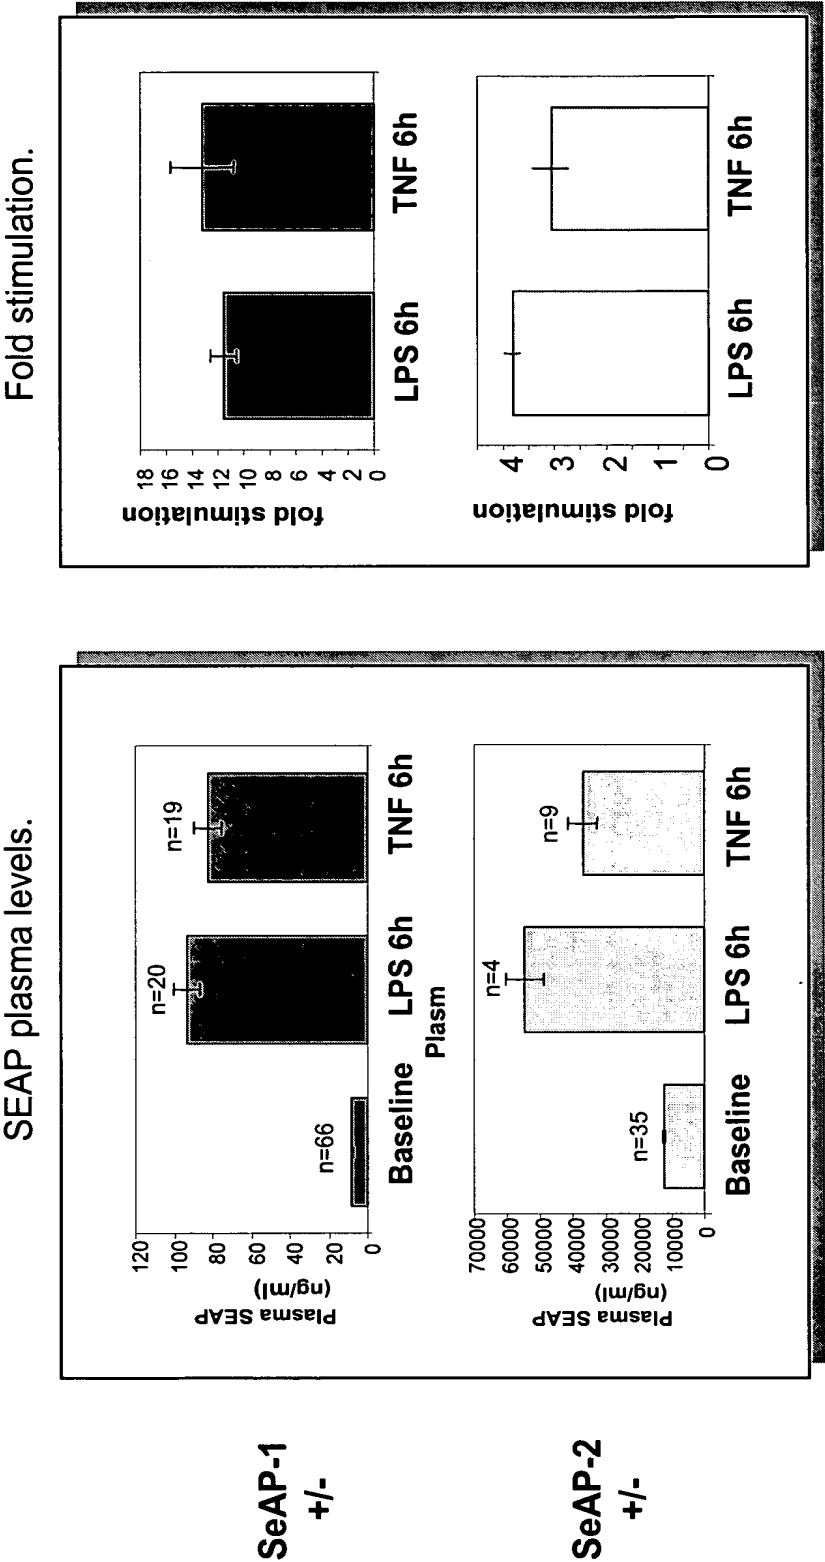 SEAP plasma levels.
Fold stimulation.
SeAP-1
+/-
Plasma SEAP
(ng/ml)
120
100
80
60
40
20
0
n=66
n=20
n=19
Baseline
LPS 6h
TNF 6h
Plasm
fold stimulation
18
16
14
12
10
8
6
4
2
0
LPS 6h
TNF 6h
SeAP-2
+/-
Plasma SEAP
(ng/ml)
70000
60000
50000
40000
30000
20000
10000
0
n=35
n=4
n=9
Baseline
LPS 6h
TNF 6h
fold stimulation
4
3
2
1
0
LPS 6h
TNF 6h